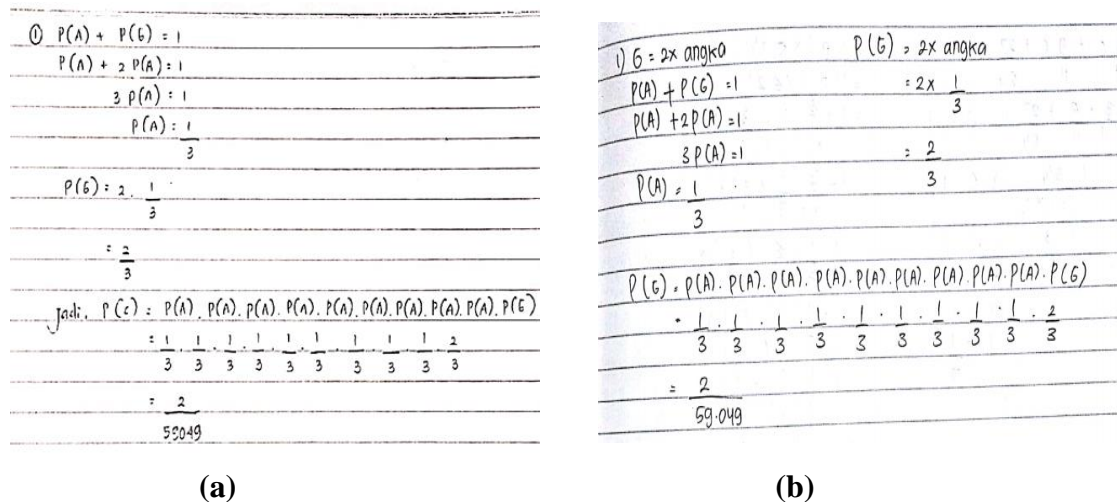 ① P(A) + P(G) = 1
P(A) + 2 P(A) = 1
3 P(A) = 1
P(A) = 1/3
P(G) = 2 . 1/3
= 2/3
Jadi, P(G) = P(A) . P(A). P(A). P(A). P(A). P(A). P(A). P(A). P(A). P(G)
= 1/3 . 1/3 . 1/3 . 1/3 . 1/3 . 1/3 . 1/3 . 1/3 . 1/3 . 2/3
= 2/59049
(a)
1) G = 2x angka
P(A) + P(G) = 1
P(A) + 2P(A) = 1
3P(A) = 1
P(A) = 1/3
P(G) = 2x angka
= 2x 1/3
= 2/3
P(G) = P(A). P(A). P(A). P(A). P(A). P(A). P(A). P(A). P(A). P(G)
= 1/3 . 1/3 . 1/3 . 1/3 . 1/3 . 1/3 . 1/3 . 1/3 . 1/3 . 2/3
= 2/59.049
(b)